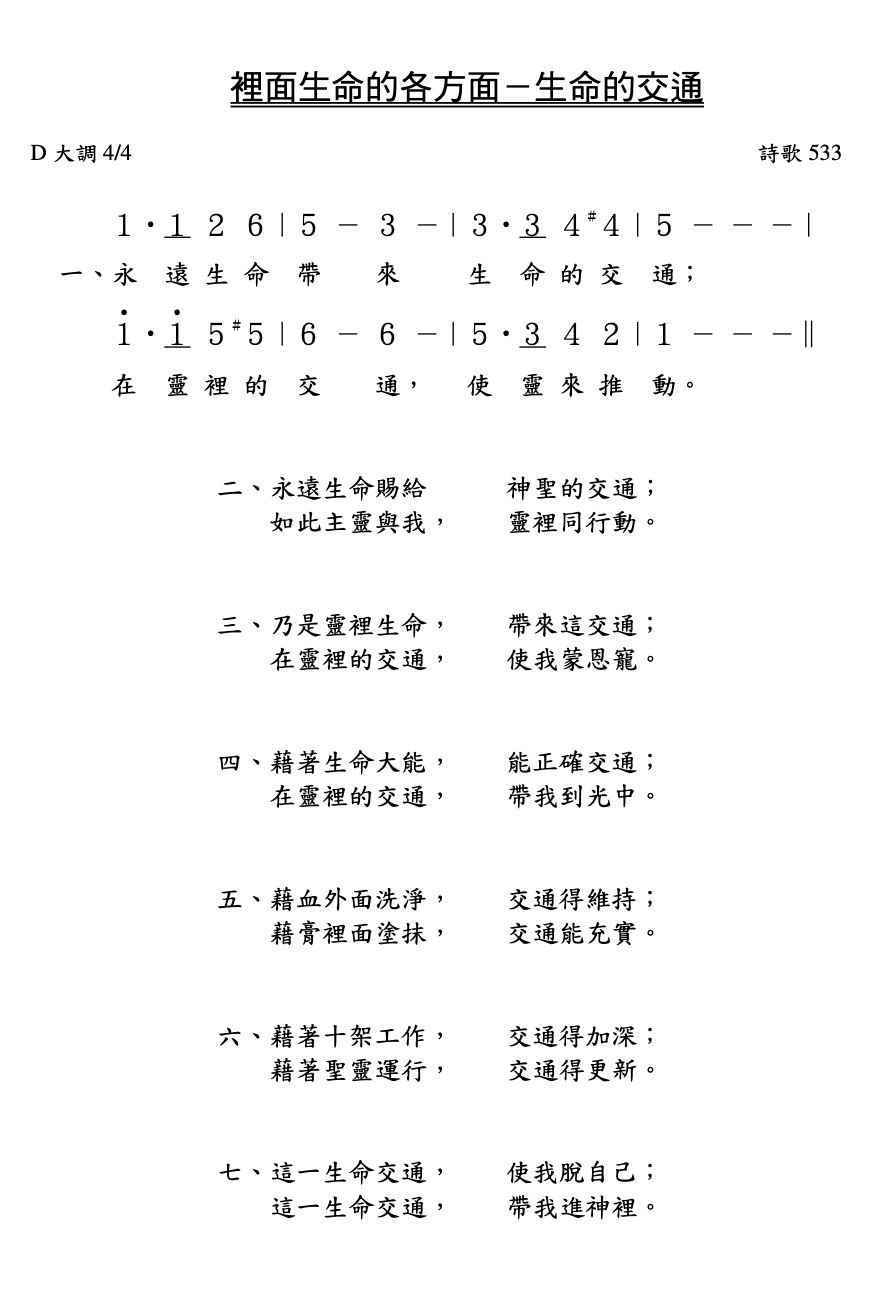 裡面生命的各方面－生命的交通
D 大調 4/4 詩歌 533
1・1 2 6｜5 － 3 －｜3・3 4 #4｜5 － － －｜
一、永遠生命帶來生命的交通；
1̇・1̇ 5 #5｜6 － 6 －｜5・3 4 2｜1 － － －‖
在靈裡的交通，使靈來推動。
二、永遠生命賜給 神聖的交通；
如此主靈與我， 靈裡同行動。
三、乃是靈裡生命， 帶來這交通；
在靈裡的交通， 使我蒙恩寵。
四、藉著生命大能， 能正確交通；
在靈裡的交通， 帶我到光中。
五、藉血外面洗淨， 交通得維持；
藉膏裡面塗抹， 交通能充實。
六、藉著十架工作， 交通得加深；
藉著聖靈運行， 交通得更新。
七、這一生命交通， 使我脫自己；
這一生命交通， 帶我進神裡。